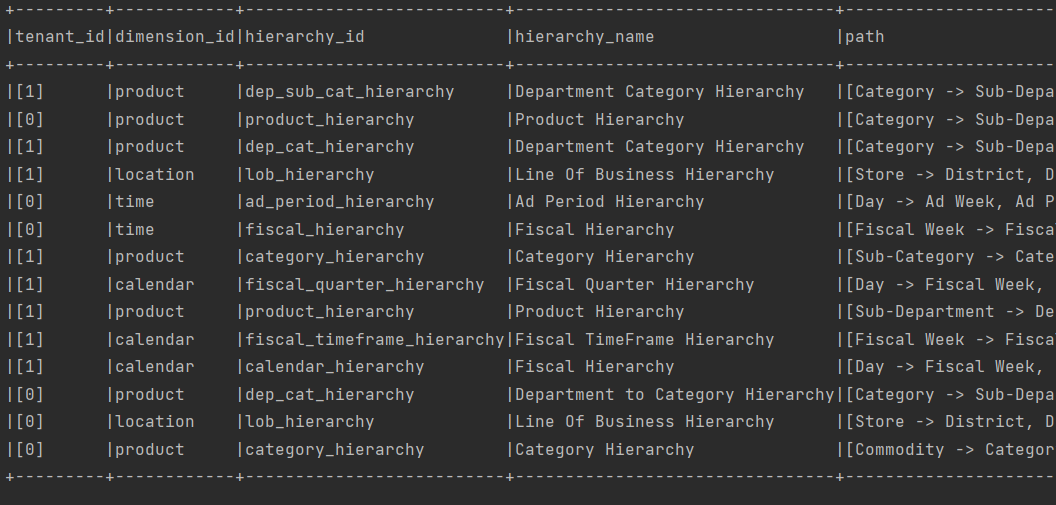 +---------+------------+--------------------------+--------------------------------+---------------------
|tenant_id|dimension_id|hierarchy_id              |hierarchy_name                  |path
+---------+------------+--------------------------+--------------------------------+---------------------
|[1]      |product     |dep_sub_cat_hierarchy     |Department Category Hierarchy   |[Category -> Sub-Depa
|[0]      |product     |product_hierarchy         |Product Hierarchy               |[Category -> Sub-Depa
|[1]      |product     |dep_cat_hierarchy         |Department Category Hierarchy   |[Category -> Sub-Depa
|[1]      |location    |lob_hierarchy             |Line Of Business Hierarchy      |[Store -> District, D
|[0]      |time        |ad_period_hierarchy       |Ad Period Hierarchy             |[Day -> Ad Week, Ad P
|[0]      |time        |fiscal_hierarchy          |Fiscal Hierarchy                |[Fiscal Week -> Fisca
|[1]      |product     |category_hierarchy        |Category Hierarchy              |[Sub-Category -> Cate
|[1]      |calendar    |fiscal_quarter_hierarchy  |Fiscal Quarter Hierarchy        |[Day -> Fiscal Week,
|[1]      |product     |product_hierarchy         |Product Hierarchy               |[Sub-Department -> De
|[1]      |calendar    |fiscal_timeframe_hierarchy|Fiscal TimeFrame Hierarchy      |[Fiscal Week -> Fisca
|[1]      |calendar    |calendar_hierarchy        |Fiscal Hierarchy                |[Day -> Fiscal Week,
|[0]      |product     |dep_cat_hierarchy         |Department to Category Hierarchy|[Category -> Sub-Depa
|[0]      |location    |lob_hierarchy             |Line Of Business Hierarchy      |[Store -> District, D
|[0]      |product     |category_hierarchy        |Category Hierarchy              |[Commodity -> Categor
+---------+------------+--------------------------+--------------------------------+---------------------